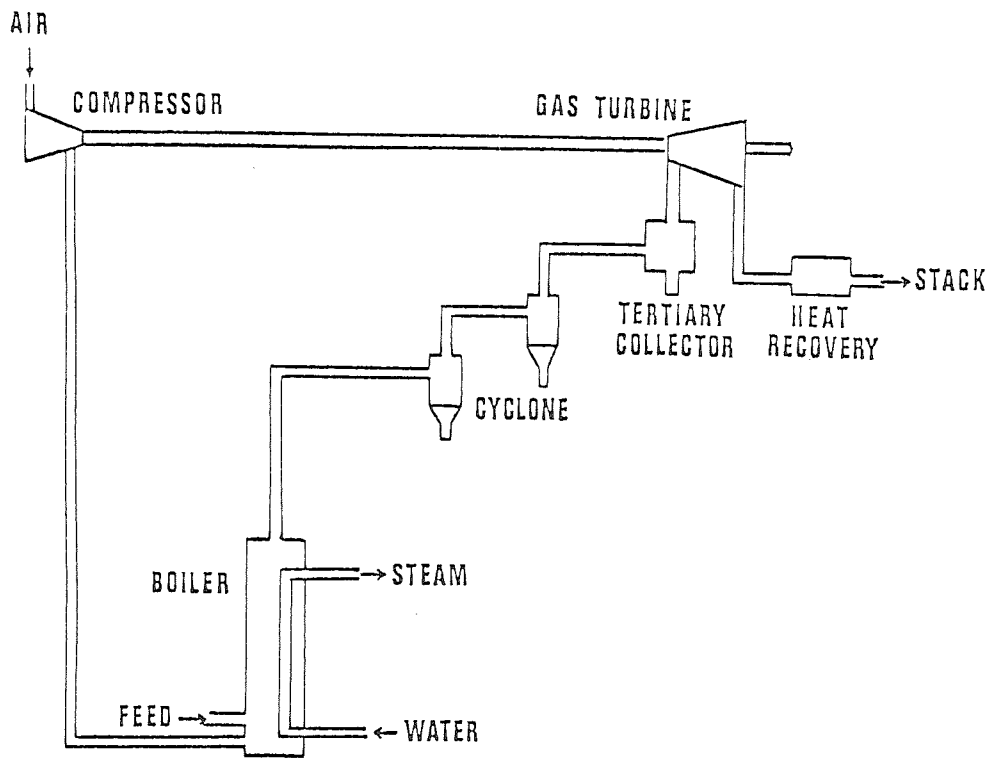 AIR
COMPRESSOR
GAS TURBINE
STACK
TERTIARY
COLLECTOR
HEAT
RECOVERY
CYCLONE
BOILER
STEAM
FEED
WATER